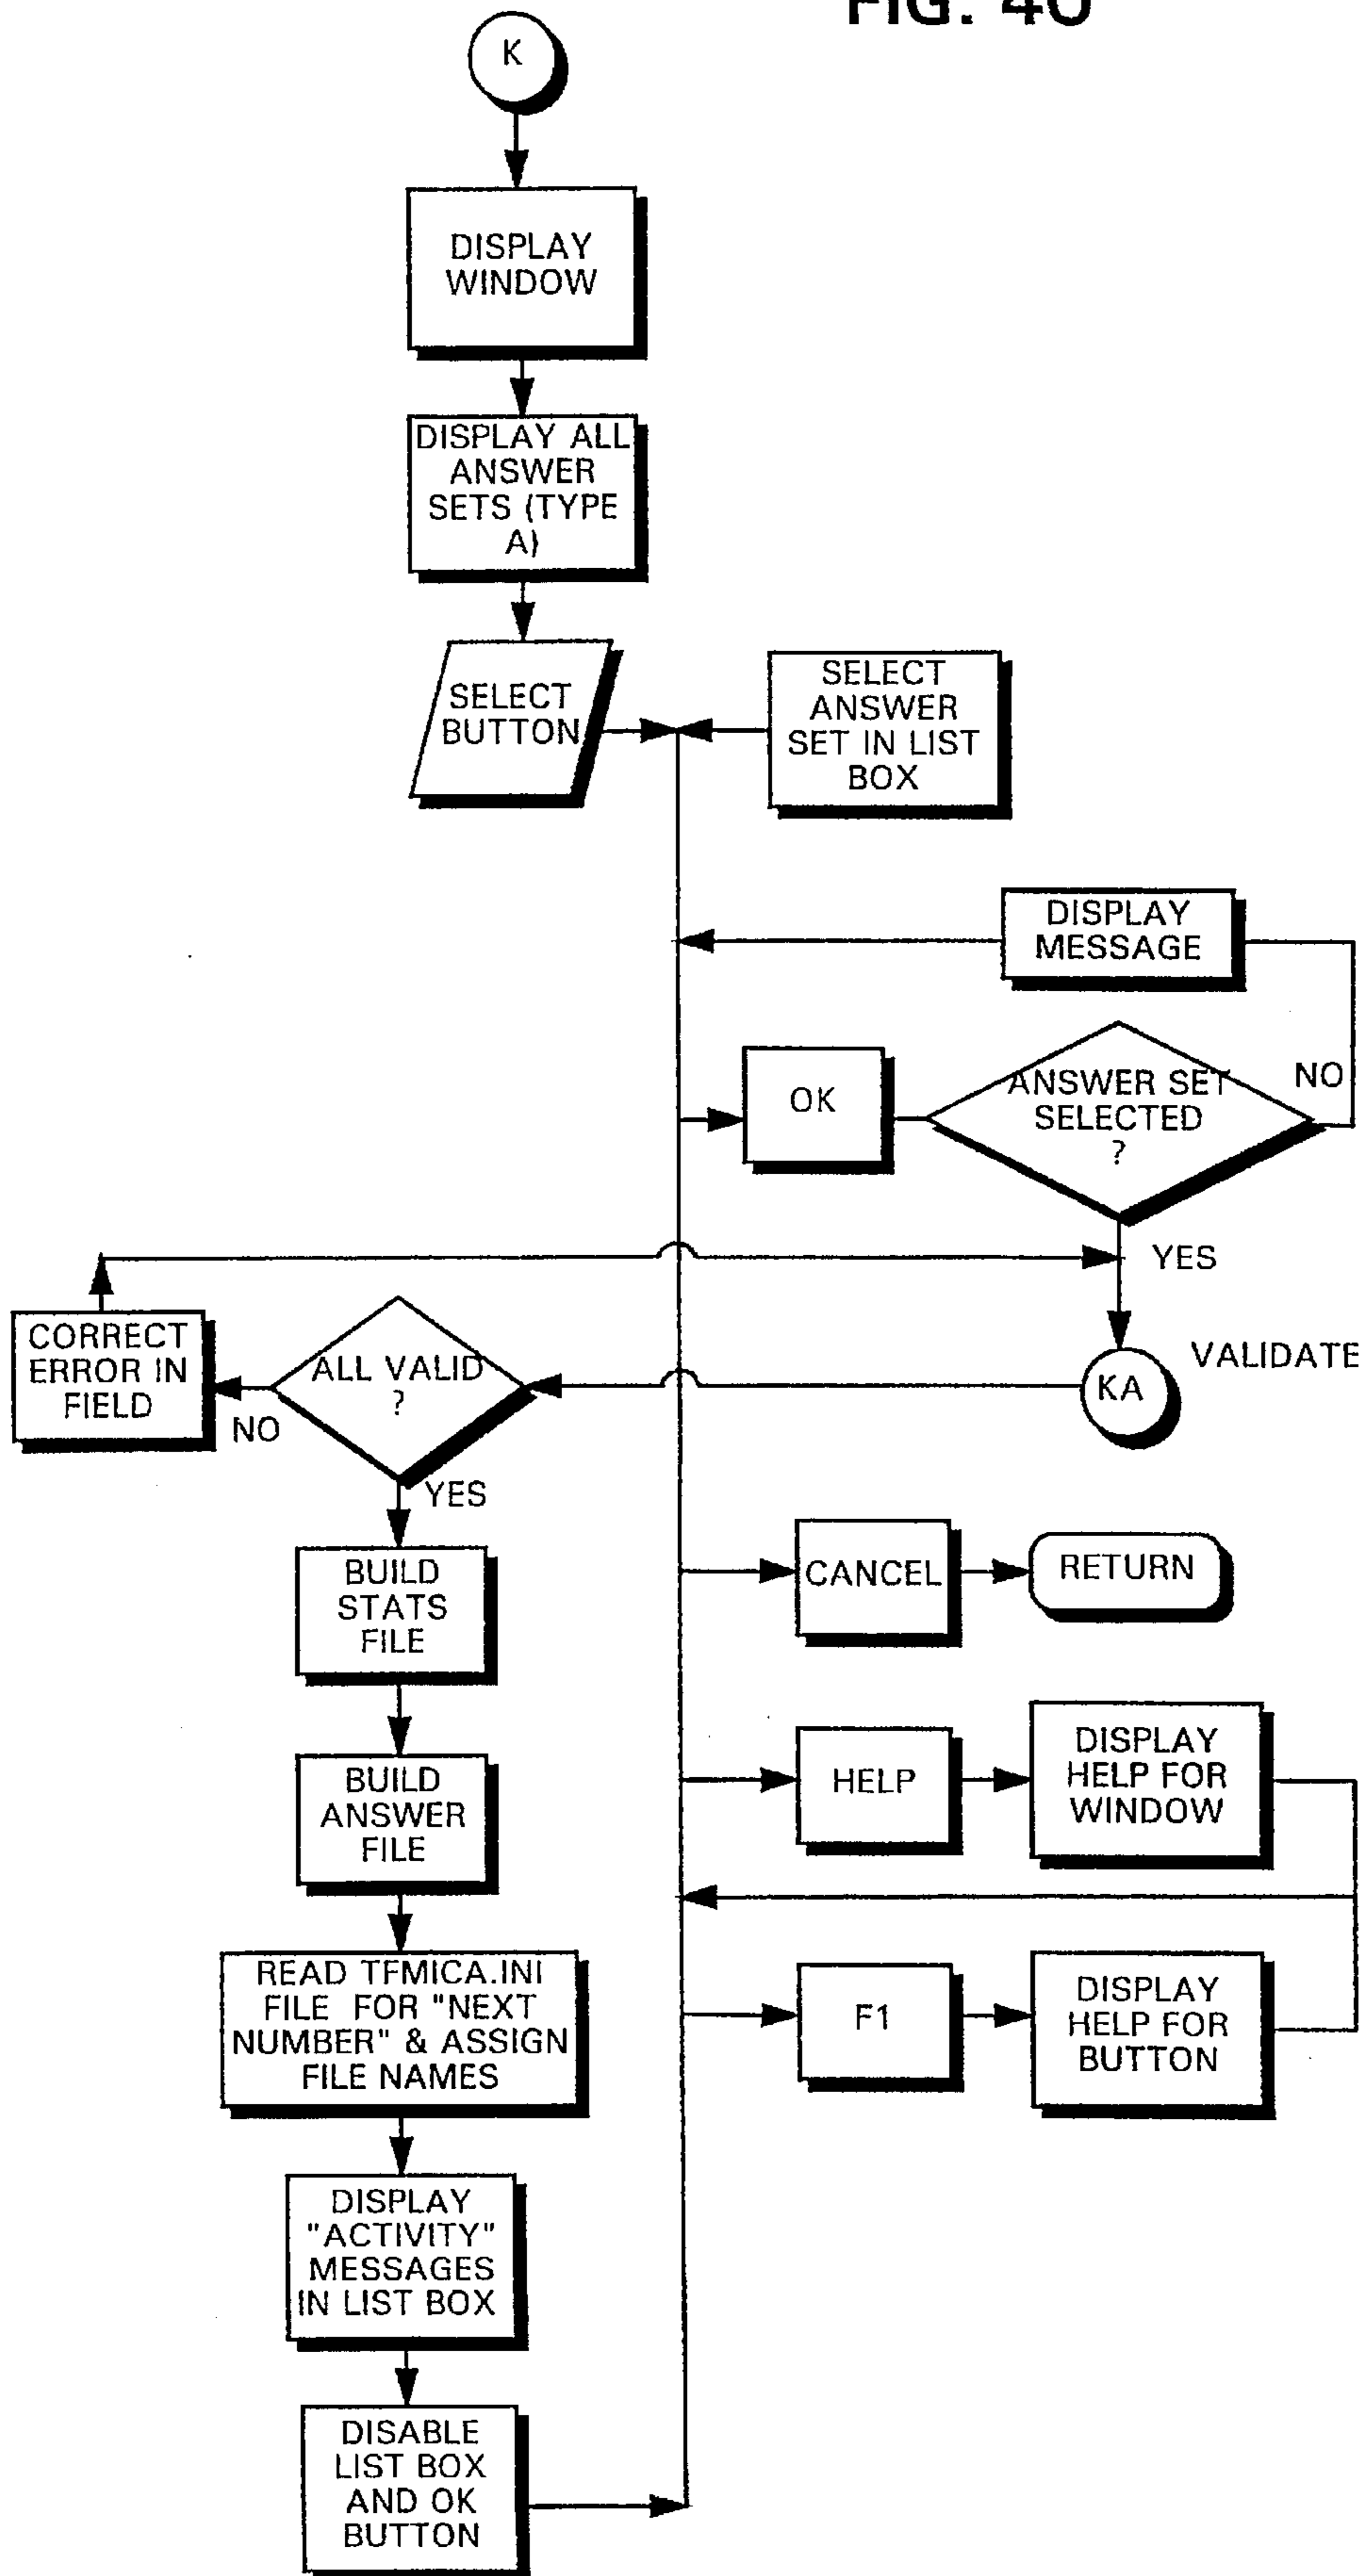 FIG. 40
K
DISPLAY
WINDOW
DISPLAY ALL
ANSWER
SETS (TYPE
A)
SELECT
BUTTON
SELECT
ANSWER
SET IN LIST
BOX
DISPLAY
MESSAGE
OK
ANSWER SET
SELECTED
?
NO
YES
CORRECT
ERROR IN
FIELD
NO
ALL VALID
?
YES
KA
VALIDATE
BUILD
STATS
FILE
CANCEL
RETURN
BUILD
ANSWER
FILE
HELP
DISPLAY
HELP FOR
WINDOW
READ TFMICA.INI
FILE FOR "NEXT
NUMBER" & ASSIGN
FILE NAMES
F1
DISPLAY
HELP FOR
BUTTON
DISPLAY
"ACTIVITY"
MESSAGES
IN LIST BOX
DISABLE
LIST BOX
AND OK
BUTTON